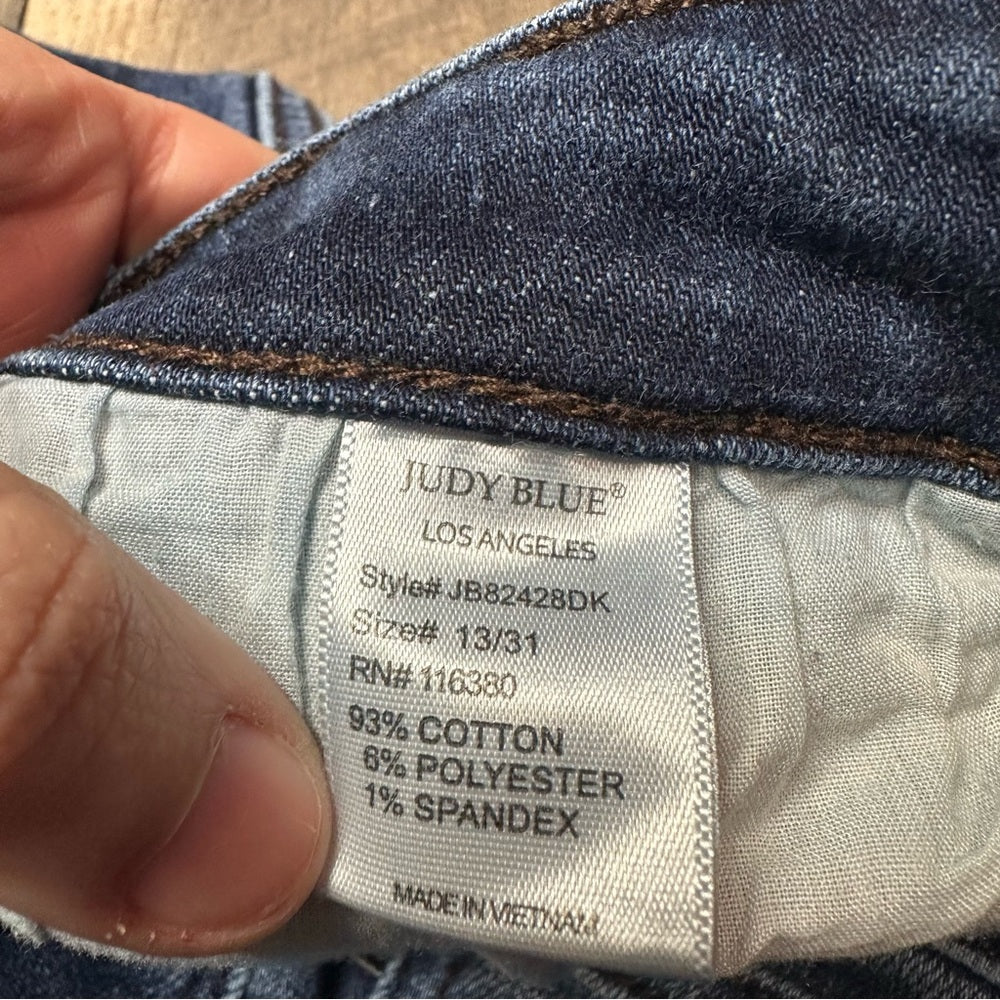 JUDY BLUE®
LOS ANGELES
Style# JB82428DK
Size# 13/31
RN# 116380
93% COTTON
6% POLYESTER
1% SPANDEX
MADE IN VIETNAM